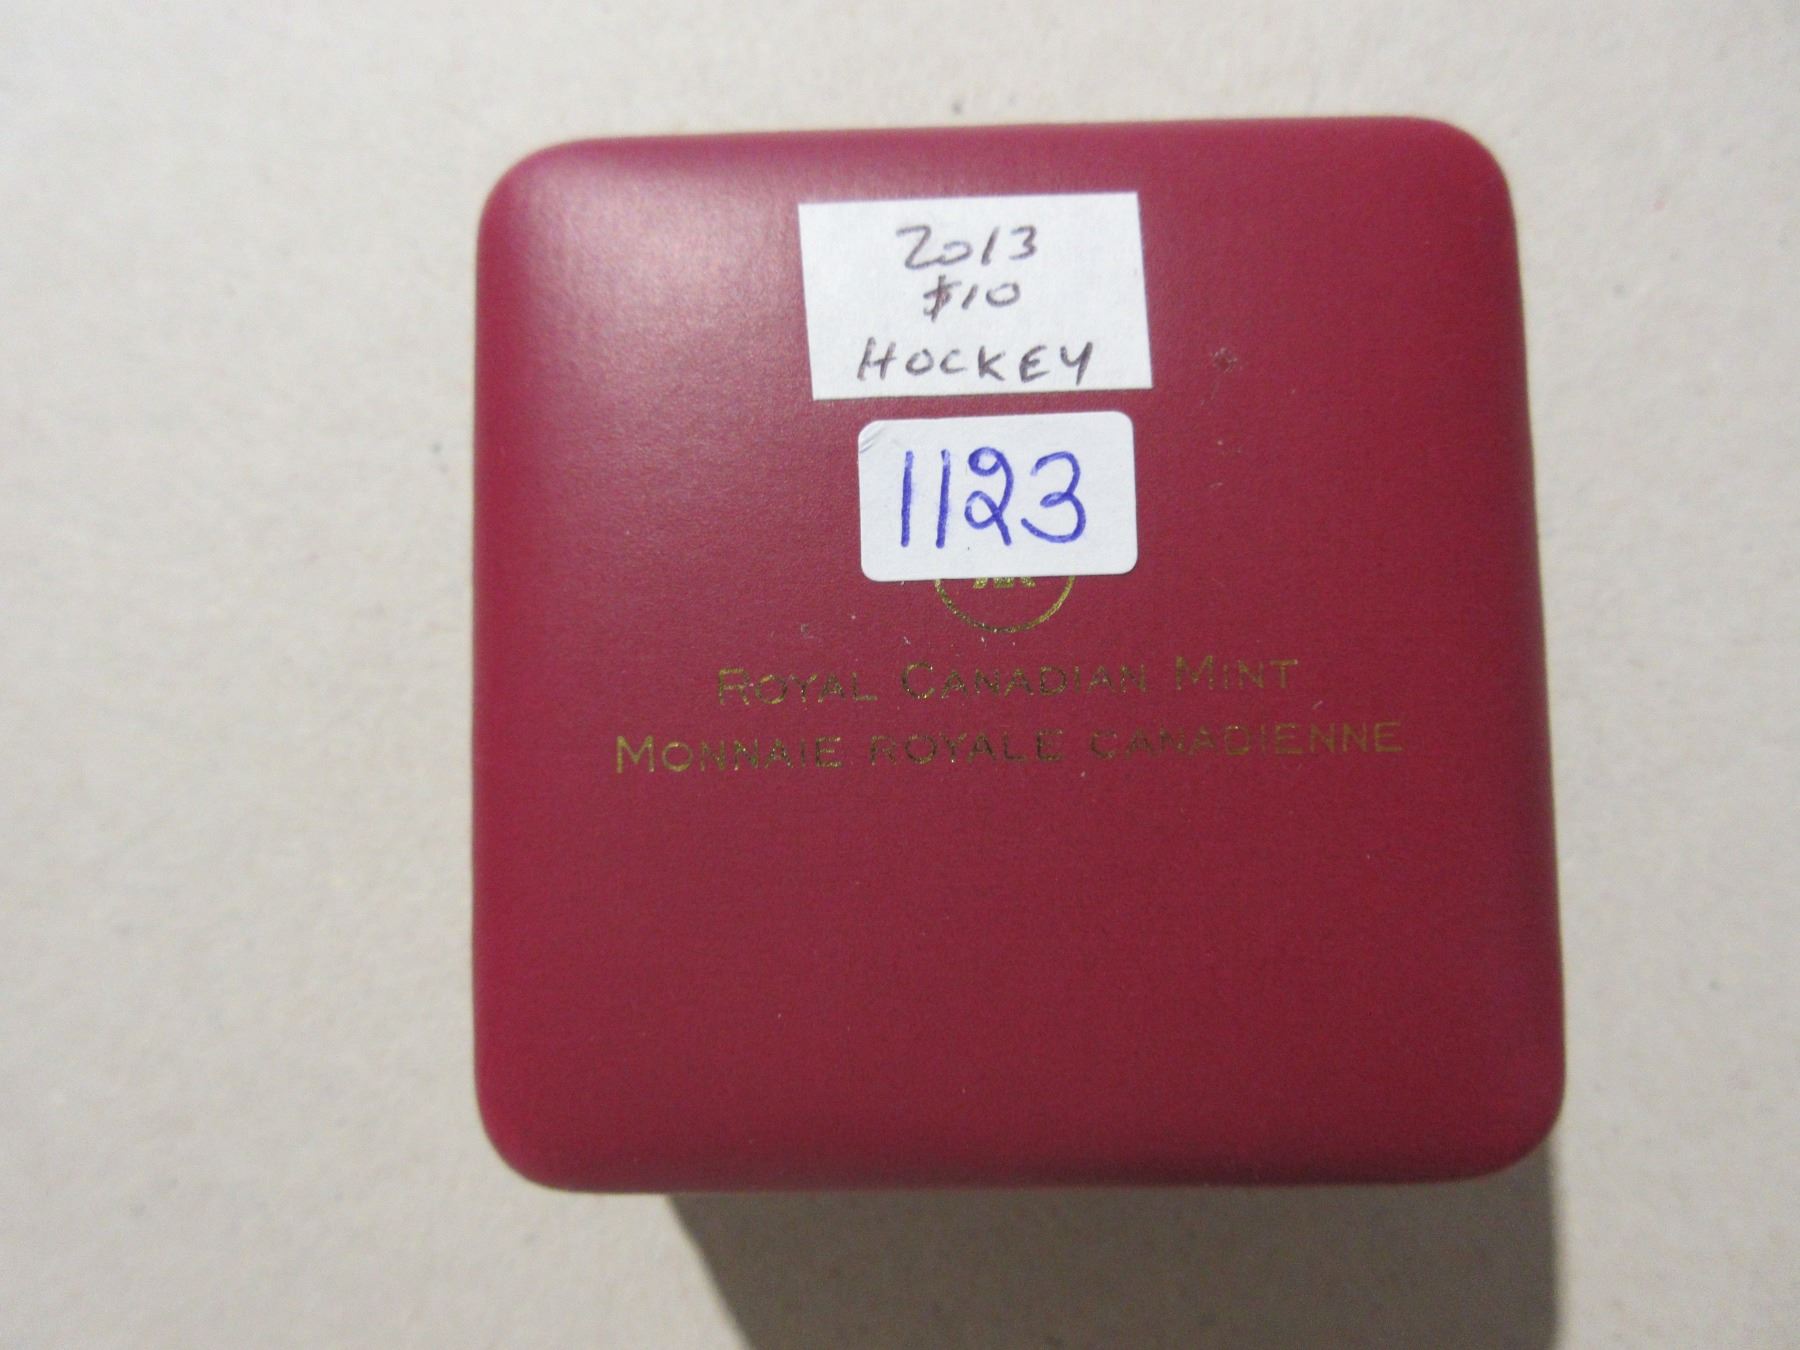 2013
$10
HOCKEY
1123
ROYAL CANADIAN MINT
MONNAIE ROYALE CANADIENNE